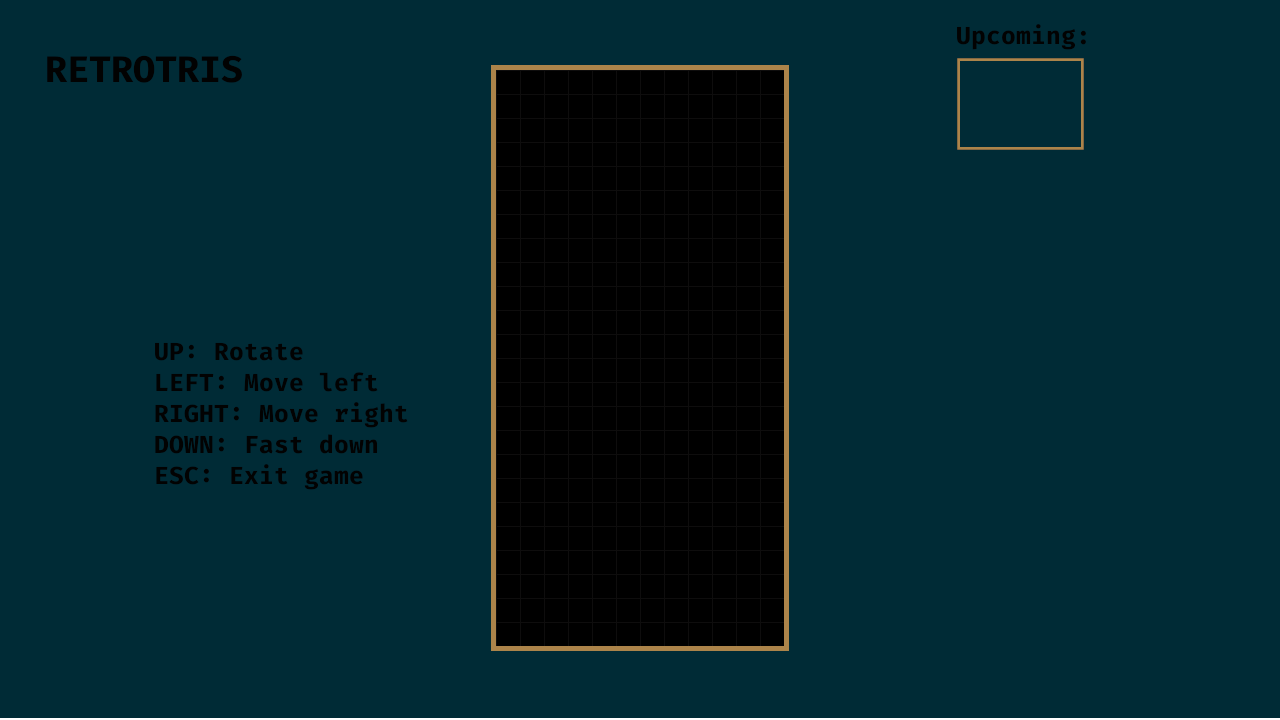 RETROTRIS
Upcoming:
UP: Rotate
LEFT: Move left
RIGHT: Move right
DOWN: Fast down
ESC: Exit game